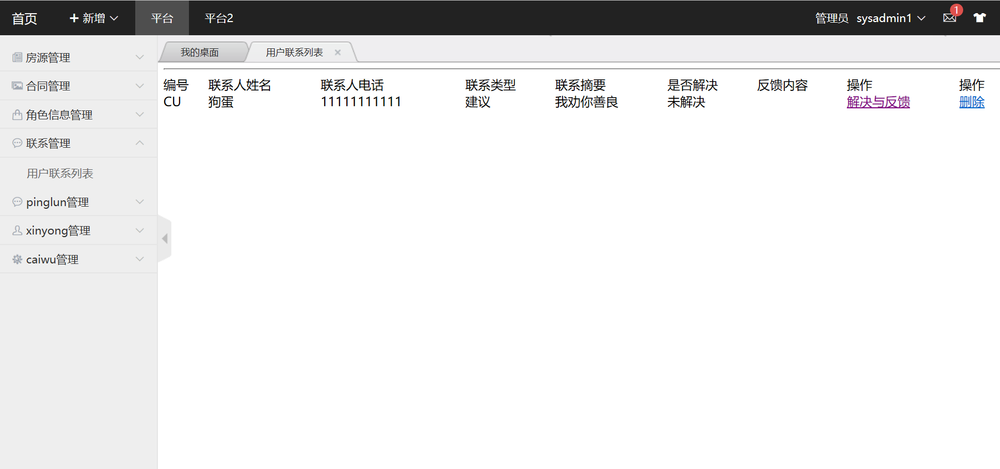 首页 新增 平台 平台2 管理员 sysadmin1 1
房源管理
合同管理
角色信息管理
联系管理
用户联系列表
pinglun管理
xinyong管理
caiwu管理
我的桌面 用户联系列表
编号 联系人姓名 联系人电话 联系类型 联系摘要 是否解决 反馈内容 操作 操作
CU 狗蛋 11111111111 建议 我劝你善良 未解决 解决与反馈 删除